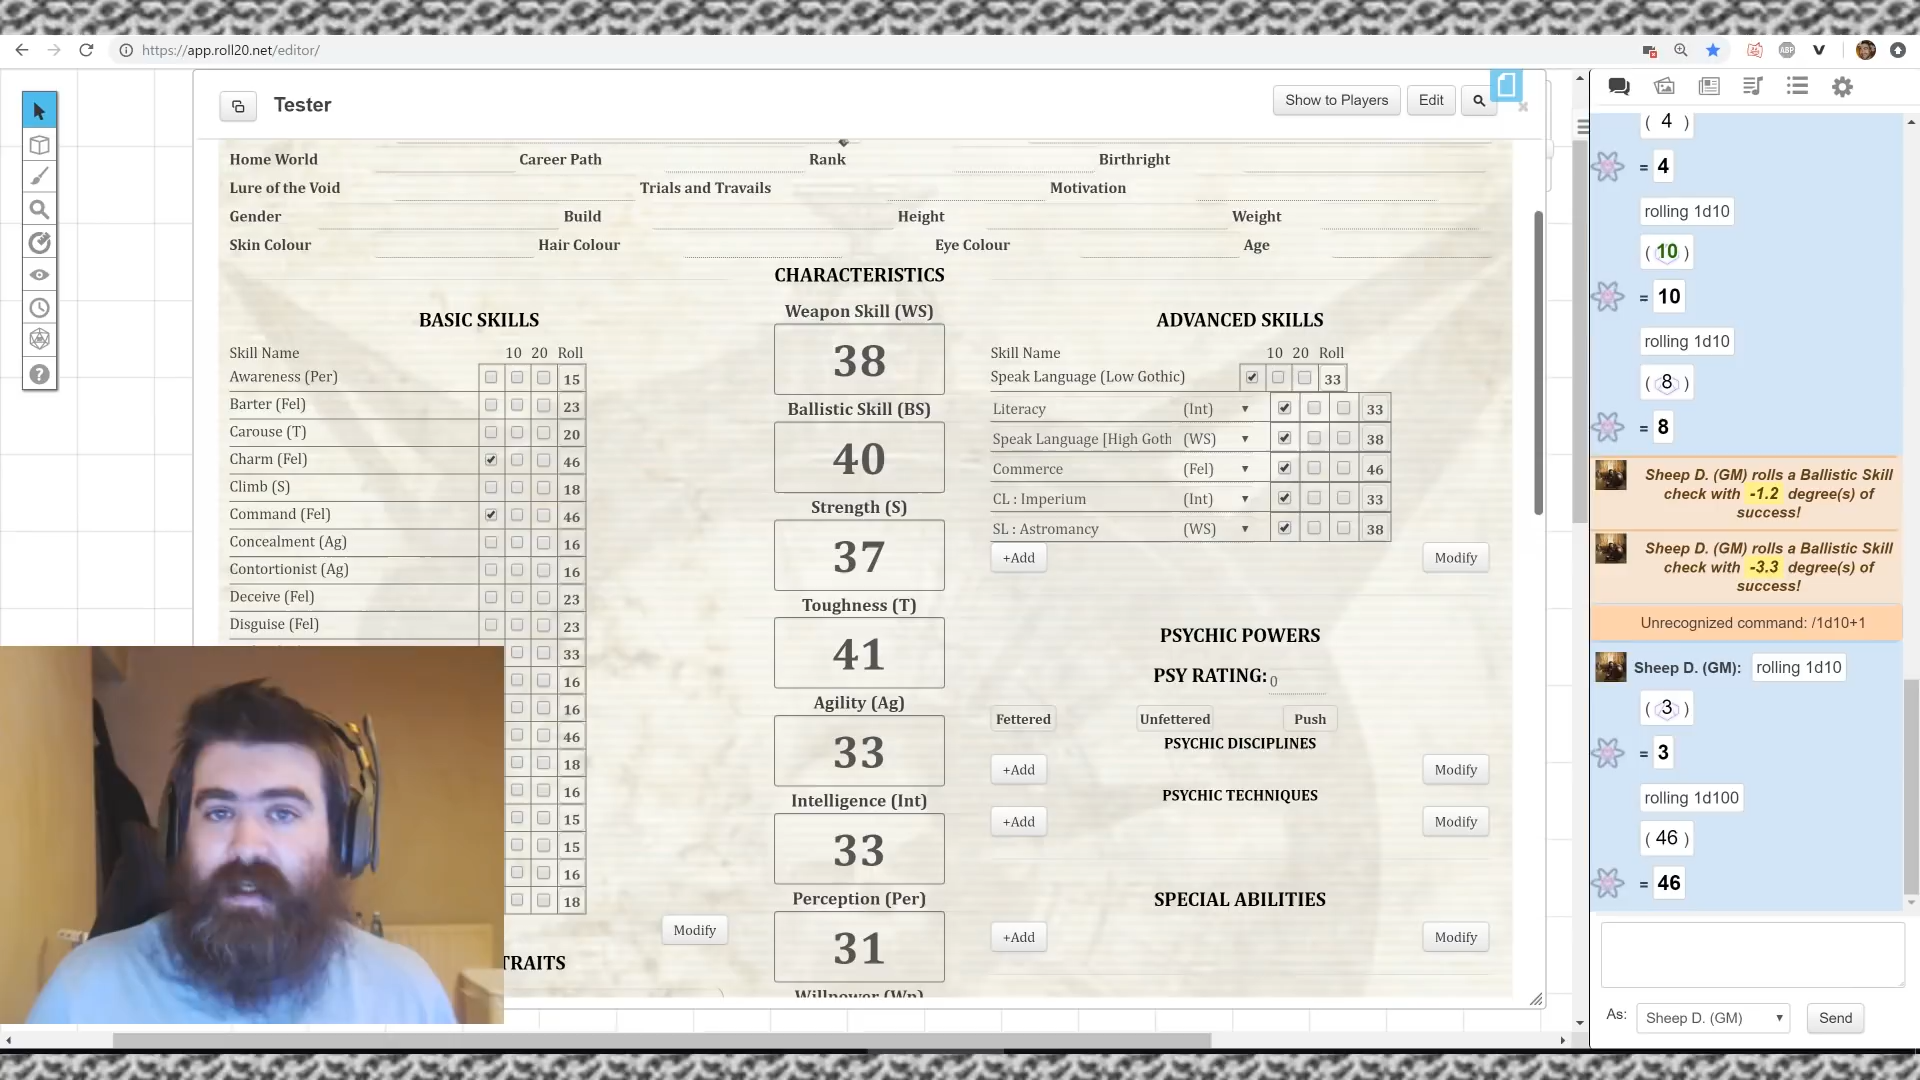 https://app.roll20.net/editor/
ABP
Tester
Show to Players
Edit
Home World Career Path Rank Birthright
Lure of the Void Trials and Travails Motivation
Gender Build Height Weight
Skin Colour Hair Colour Eye Colour Age
CHARACTERISTICS
BASIC SKILLS
Skill Name 10 20 Roll
Awareness (Per) 15
Barter (Fel) 23
Carouse (T) 20
Charm (Fel) 46
Climb (S) 18
Command (Fel) 46
Concealment (Ag) 16
Contortionist (Ag) 16
Deceive (Fel) 23
Disguise (Fel) 23
33
16
16
46
18
16
15
15
16
18
Modify
TRAITS
Weapon Skill (WS)
38
Ballistic Skill (BS)
40
Strength (S)
37
Toughness (T)
41
Agility (Ag)
33
Intelligence (Int)
33
Perception (Per)
31
Willpower (Wp)
ADVANCED SKILLS
Skill Name 10 20 Roll
Speak Language (Low Gothic) 33
Literacy (Int) 33
Speak Language [High Goth (WS) 38
Commerce (Fel) 46
CL : Imperium (Int) 33
SL : Astromancy (WS) 38
+Add Modify
PSYCHIC POWERS
PSY RATING: 0
Fettered Unfettered Push
PSYCHIC DISCIPLINES
+Add Modify
PSYCHIC TECHNIQUES
+Add Modify
SPECIAL ABILITIES
+Add Modify
( 4 )
= 4
rolling 1d10
( 10 )
= 10
rolling 1d10
( 8 )
= 8
Sheep D. (GM) rolls a Ballistic Skill
check with -1.2 degree(s) of
success!
Sheep D. (GM) rolls a Ballistic Skill
check with -3.3 degree(s) of
success!
Unrecognized command: /1d10+1
Sheep D. (GM): rolling 1d10
( 3 )
= 3
rolling 1d100
( 46 )
= 46
As: Sheep D. (GM) Send